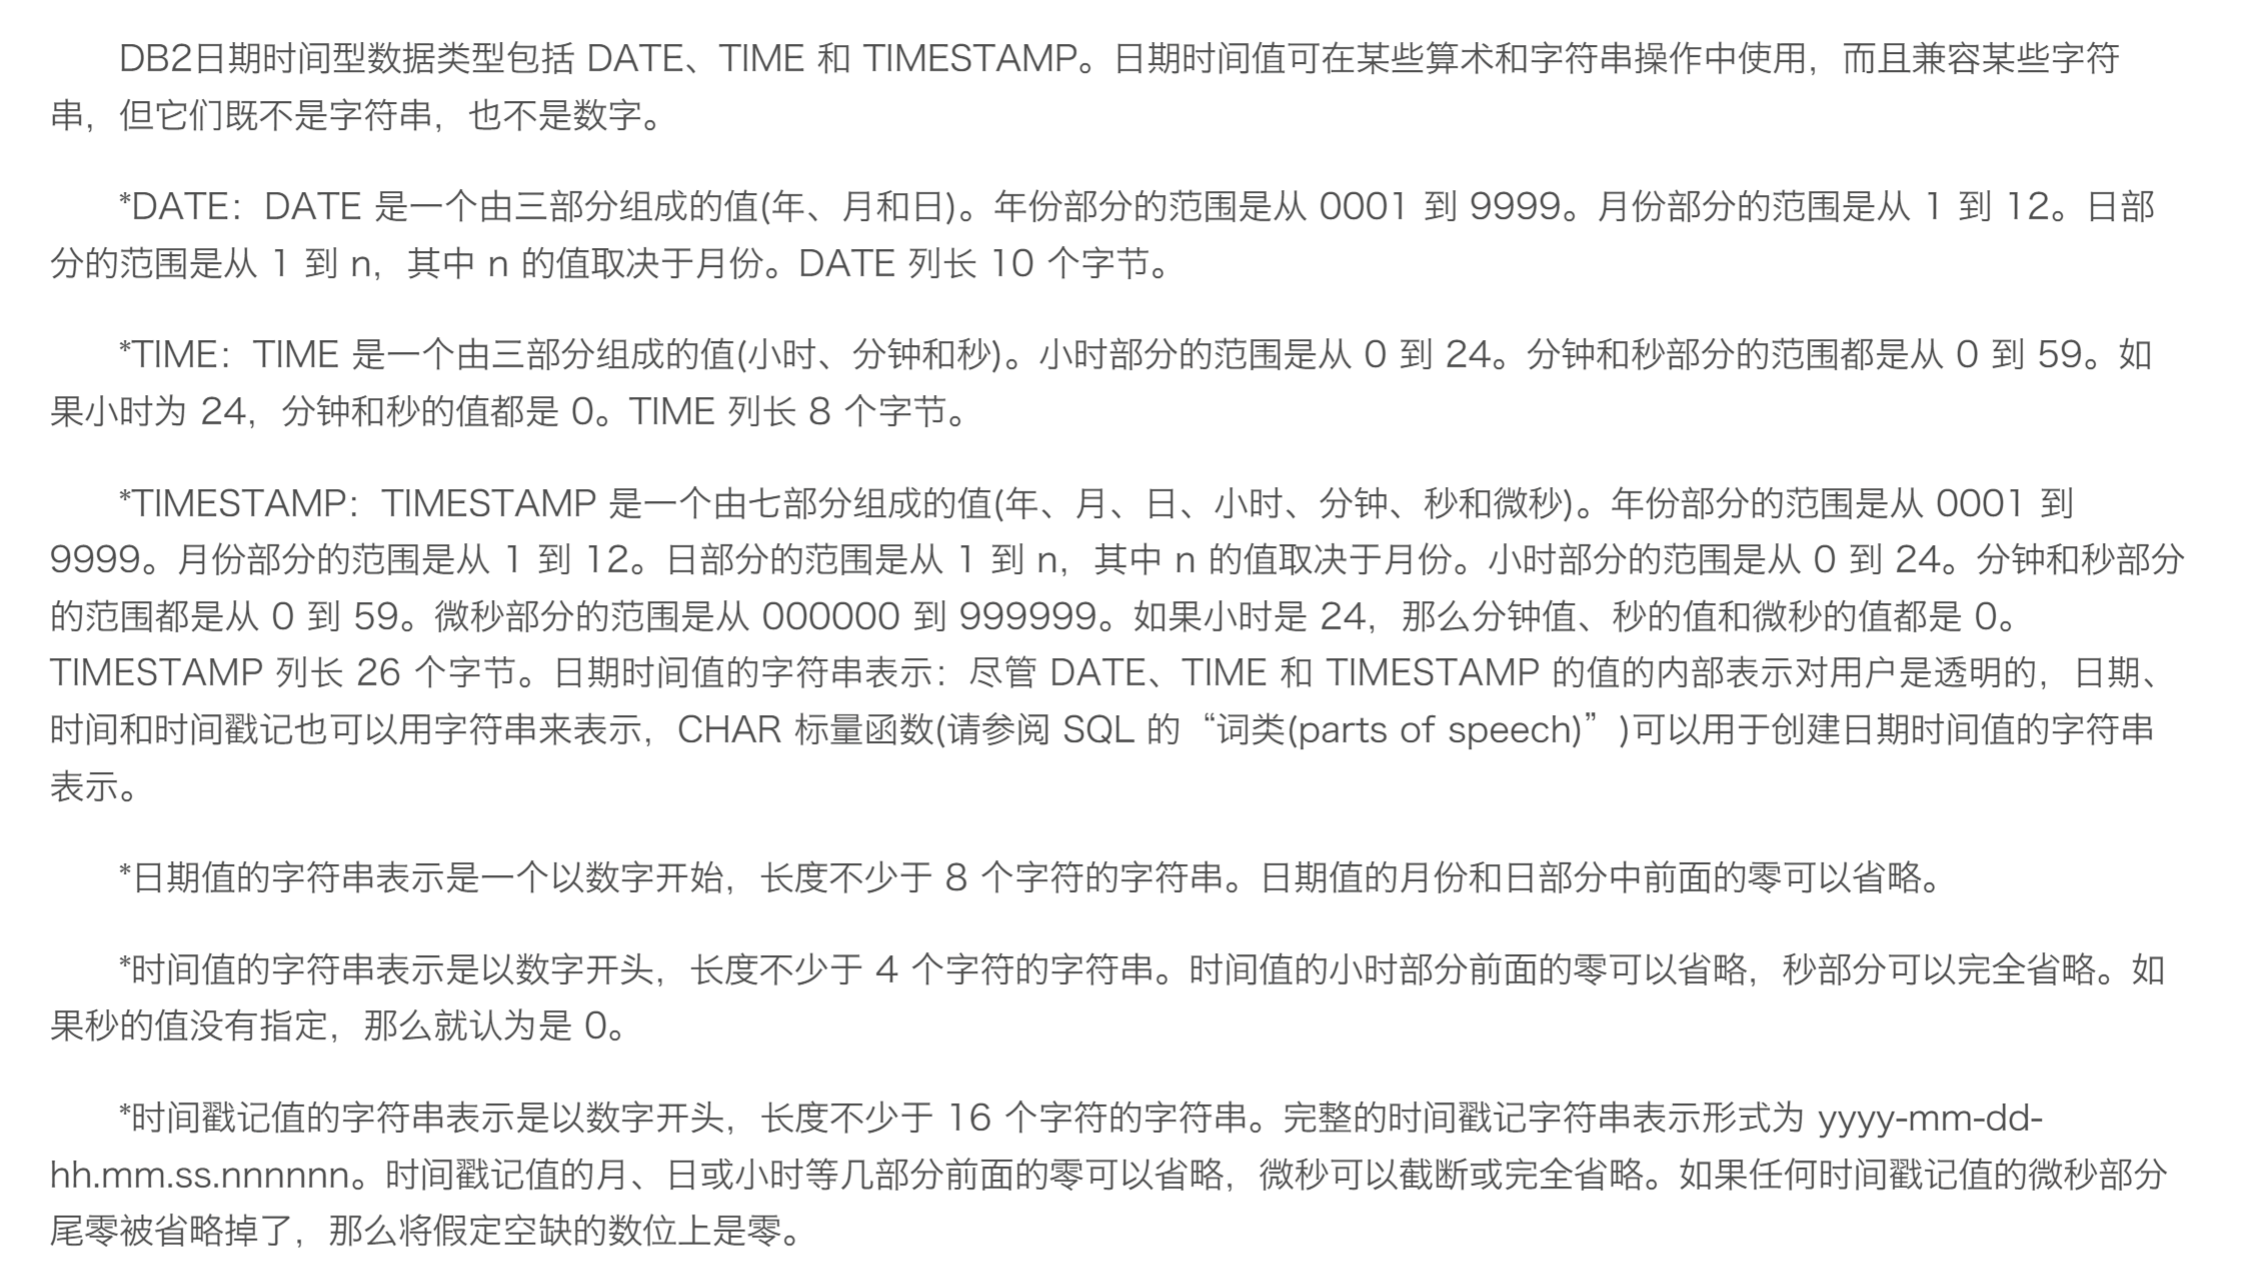 DB2日期时间型数据类型包括 DATE、TIME 和 TIMESTAMP。日期时间值可在某些算术和字符串操作中使用，而且兼容某些字符
串，但它们既不是字符串，也不是数字。
*DATE：DATE 是一个由三部分组成的值(年、月和日)。年份部分的范围是从 0001 到 9999。月份部分的范围是从 1 到 12。日部
分的范围是从 1 到 n，其中 n 的值取决于月份。DATE 列长 10 个字节。
*TIME：TIME 是一个由三部分组成的值(小时、分钟和秒)。小时部分的范围是从 0 到 24。分钟和秒部分的范围都是从 0 到 59。如
果小时为 24，分钟和秒的值都是 0。TIME 列长 8 个字节。
*TIMESTAMP：TIMESTAMP 是一个由七部分组成的值(年、月、日、小时、分钟、秒和微秒)。年份部分的范围是从 0001 到
9999。月份部分的范围是从 1 到 12。日部分的范围是从 1 到 n，其中 n 的值取决于月份。小时部分的范围是从 0 到 24。分钟和秒部分
的范围都是从 0 到 59。微秒部分的范围是从 000000 到 999999。如果小时是 24，那么分钟值、秒的值和微秒的值都是 0。
TIMESTAMP 列长 26 个字节。日期时间值的字符串表示：尽管 DATE、TIME 和 TIMESTAMP 的值的内部表示对用户是透明的，日期、
时间和时间戳记也可以用字符串来表示，CHAR 标量函数(请参阅 SQL 的“词类(parts of speech)”)可以用于创建日期时间值的字符串
表示。
*日期值的字符串表示是一个以数字开始，长度不少于 8 个字符的字符串。日期值的月份和日部分中前面的零可以省略。
*时间值的字符串表示是以数字开头，长度不少于 4 个字符的字符串。时间值的小时部分前面的零可以省略，秒部分可以完全省略。如
果秒的值没有指定，那么就认为是 0。
*时间戳记值的字符串表示是以数字开头，长度不少于 16 个字符的字符串。完整的时间戳记字符串表示形式为 yyyy-mm-dd-
hh.mm.ss.nnnnnn。时间戳记值的月、日或小时等几部分前面的零可以省略，微秒可以截断或完全省略。如果任何时间戳记值的微秒部分
尾零被省略掉了，那么将假定空缺的数位上是零。